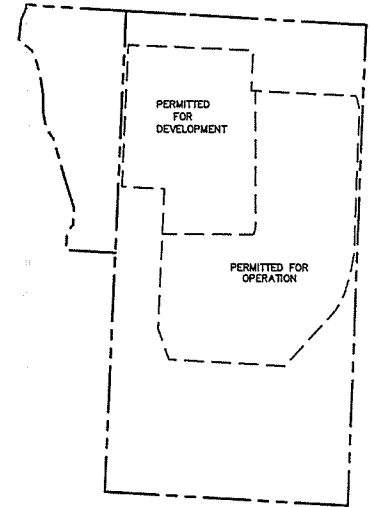 PERMITTED
FOR
DEVELOPMENT
PERMITTED FOR
OPERATION